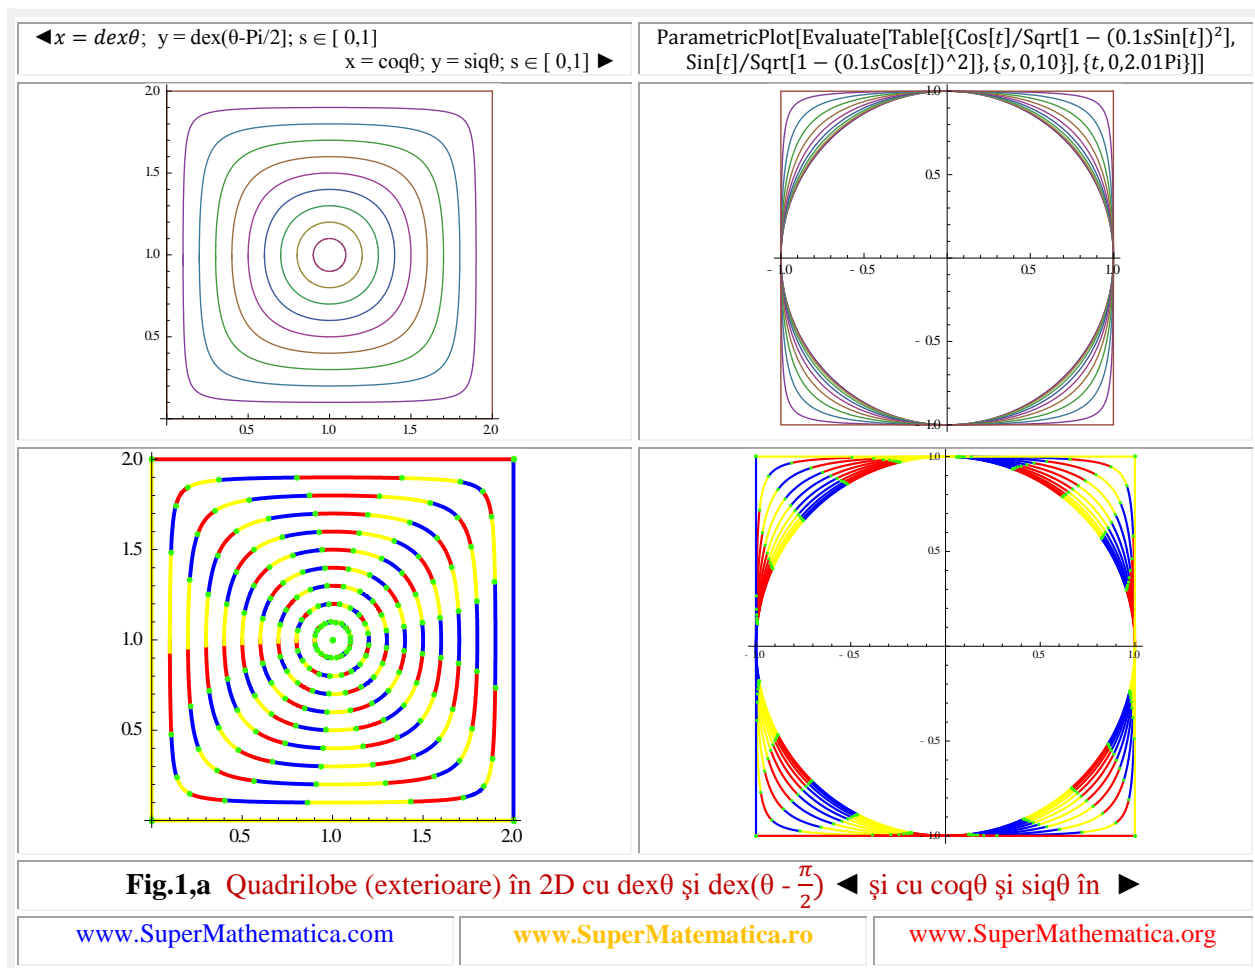 ◄x = dexθ; y = dex(θ-Pi/2]; s ∈ [ 0,1]
x = coqθ; y = siqθ; s ∈ [ 0,1] ►
ParametricPlot[Evaluate[Table[{Cos[t]/Sqrt[1 − (0.1sSin[t])²],
Sin[t]/Sqrt[1 − (0.1sCos[t])^2]}, {s, 0,10}], {t, 0,2.01Pi}]]
2.0
1.5
1.0
0.5
0.5 1.0 1.5 2.0
1.0
0.5
- 1.0 - 0.5 1.0
- 0.5
- 1.0
2.0
1.5
1.0
0.5
0.5 1.0 1.5 2.0
1.0
0.5
- 1.0 - 0.5 0.5 1.0
- 0.5
- 1.0
Fig.1,a Quadrilobe (exterioare) în 2D cu dexθ şi dex(θ - π/2) ◄ şi cu coqθ şi siqθ în ►
www.SuperMathematica.com www.SuperMatematica.ro www.SuperMathematica.org